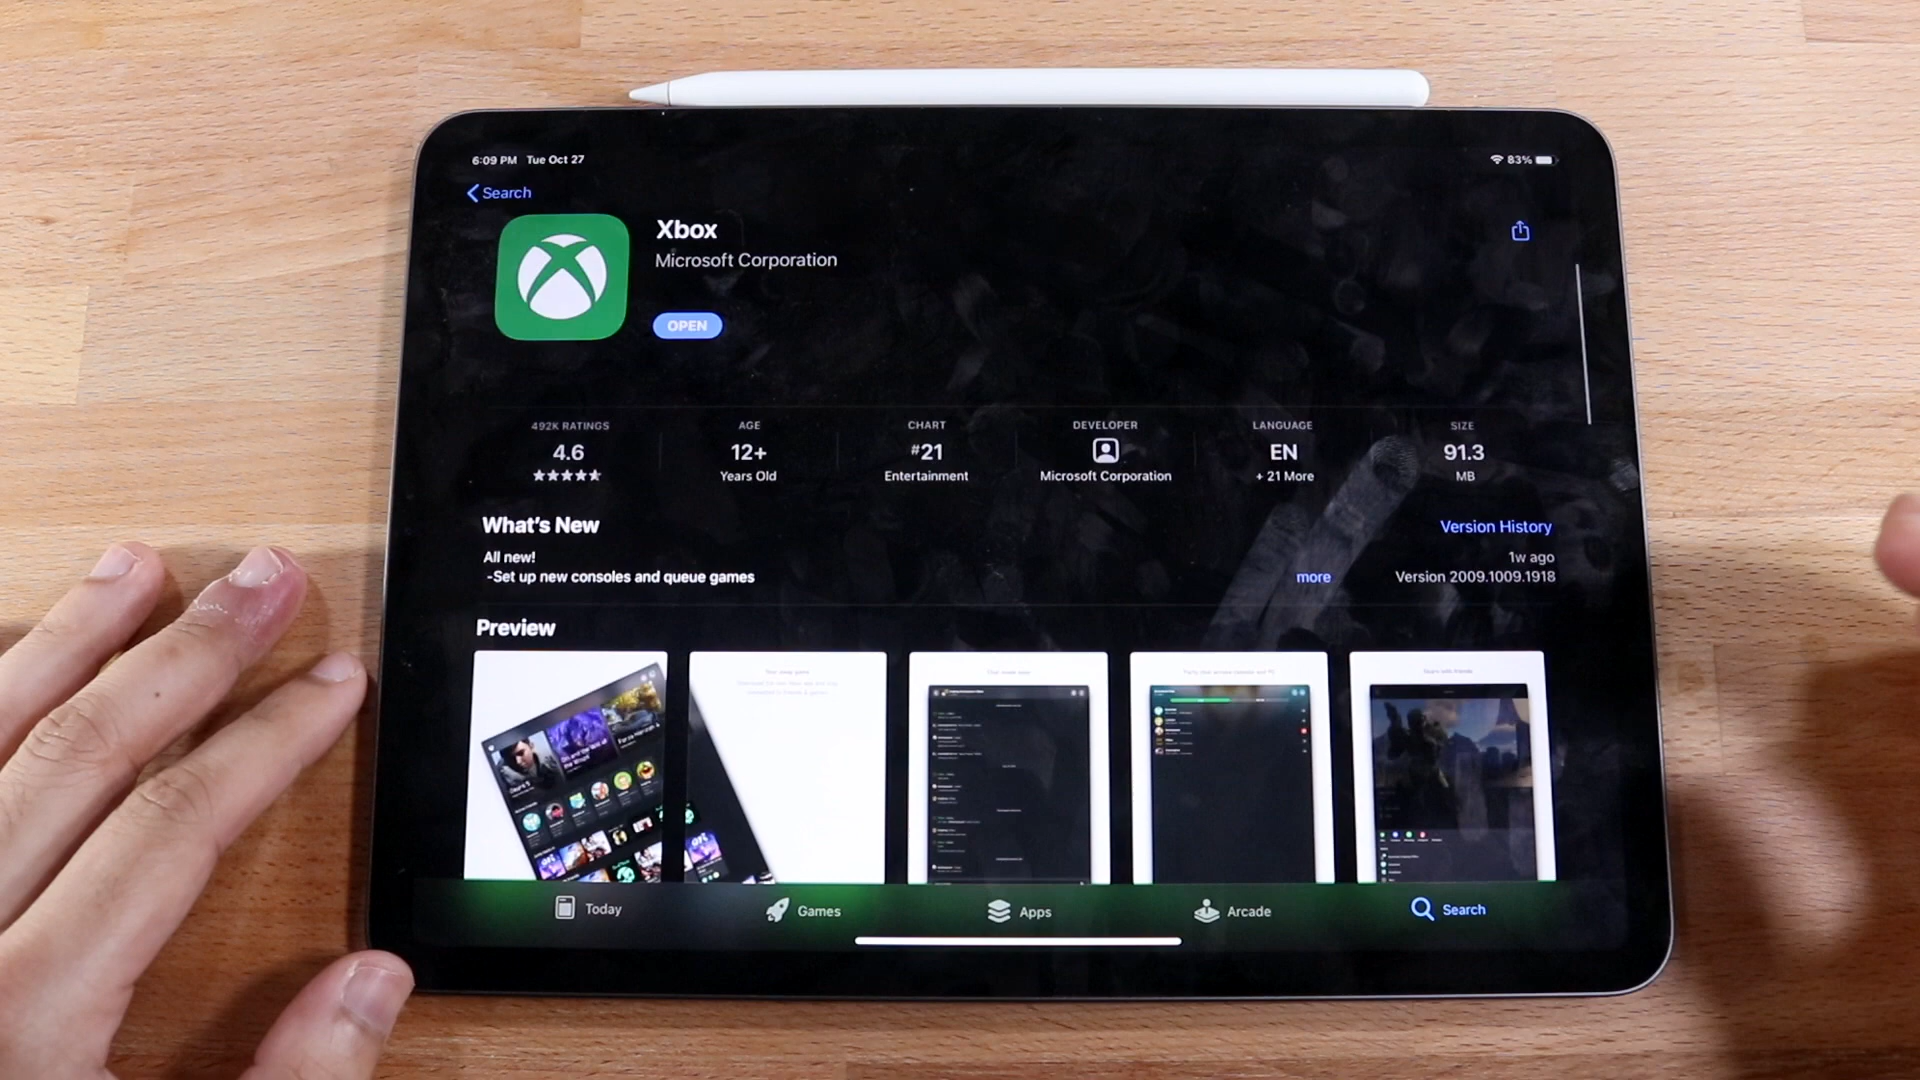 6:09 PM Tue Oct 27
83%
Search
Xbox
Microsoft Corporation
OPEN
492K RATINGS
4.6
AGE
12+
Years Old
CHART
#21
Entertainment
DEVELOPER
Microsoft Corporation
LANGUAGE
EN
+ 21 More
SIZE
91.3
MB
What's New
Version History
All new!
-Set up new consoles and queue games
more
1w ago
Version 2009.1009.1918
Preview
Today
Games
Apps
Arcade
Search